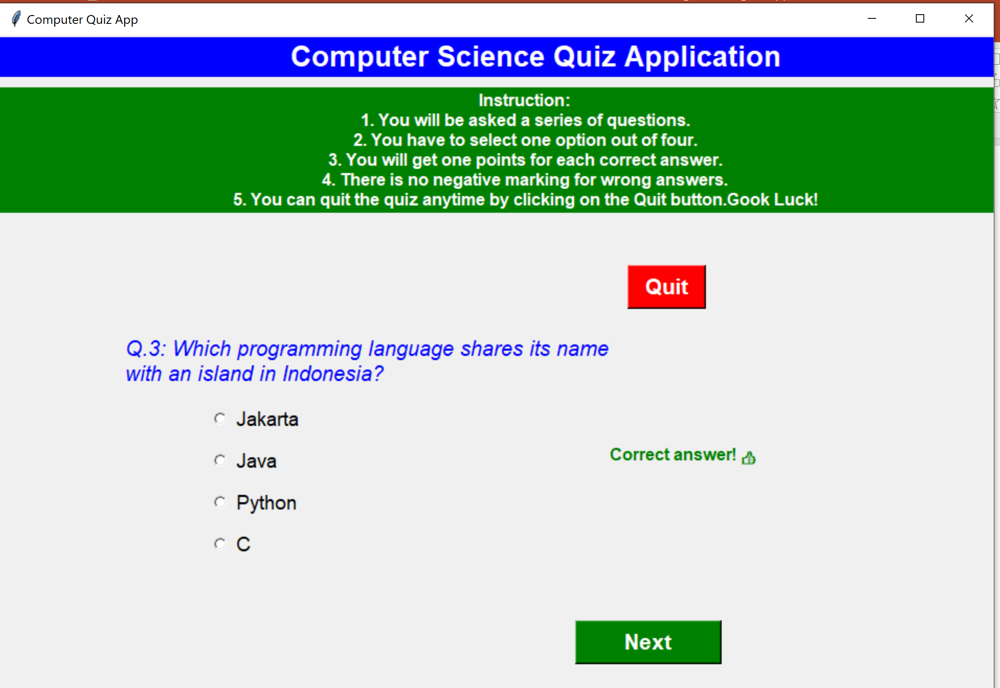 Computer Quiz App
Computer Science Quiz Application
Instruction:
1. You will be asked a series of questions.
2. You have to select one option out of four.
3. You will get one points for each correct answer.
4. There is no negative marking for wrong answers.
5. You can quit the quiz anytime by clicking on the Quit button.Gook Luck!
Quit
Q.3: Which programming language shares its name
with an island in Indonesia?
Jakarta
Java
Correct answer! 👍
Python
C
Next